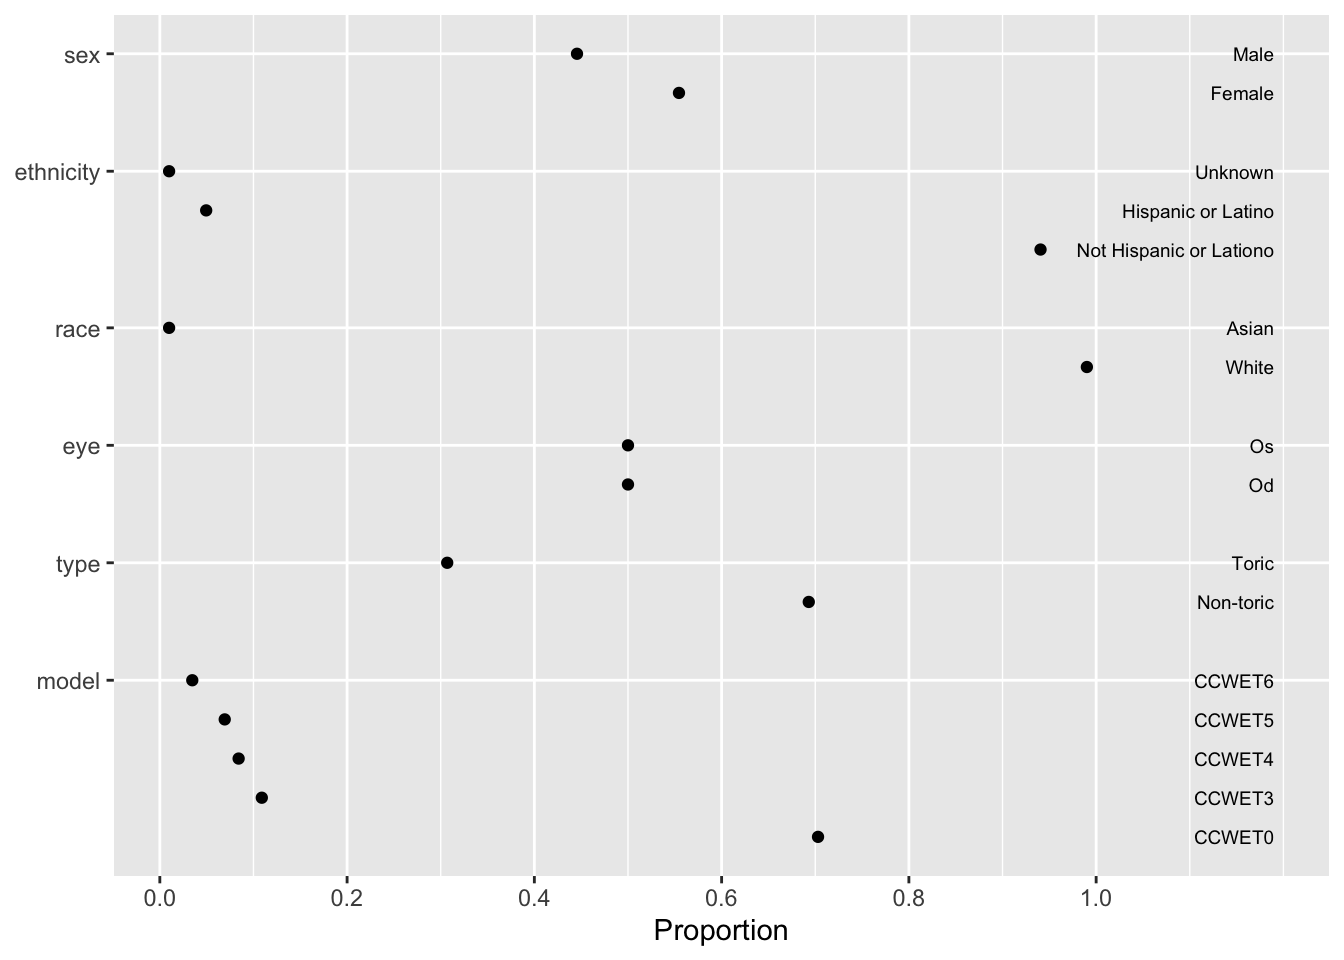 sex Male
Female
ethnicity Unknown
Hispanic or Latino
Not Hispanic or Lationo
race Asian
White
eye Os
Od
type Toric
Non-toric
model CCWET6
CCWET5
CCWET4
CCWET3
CCWET0
0.0 0.2 0.4 0.6 0.8 1.0
Proportion